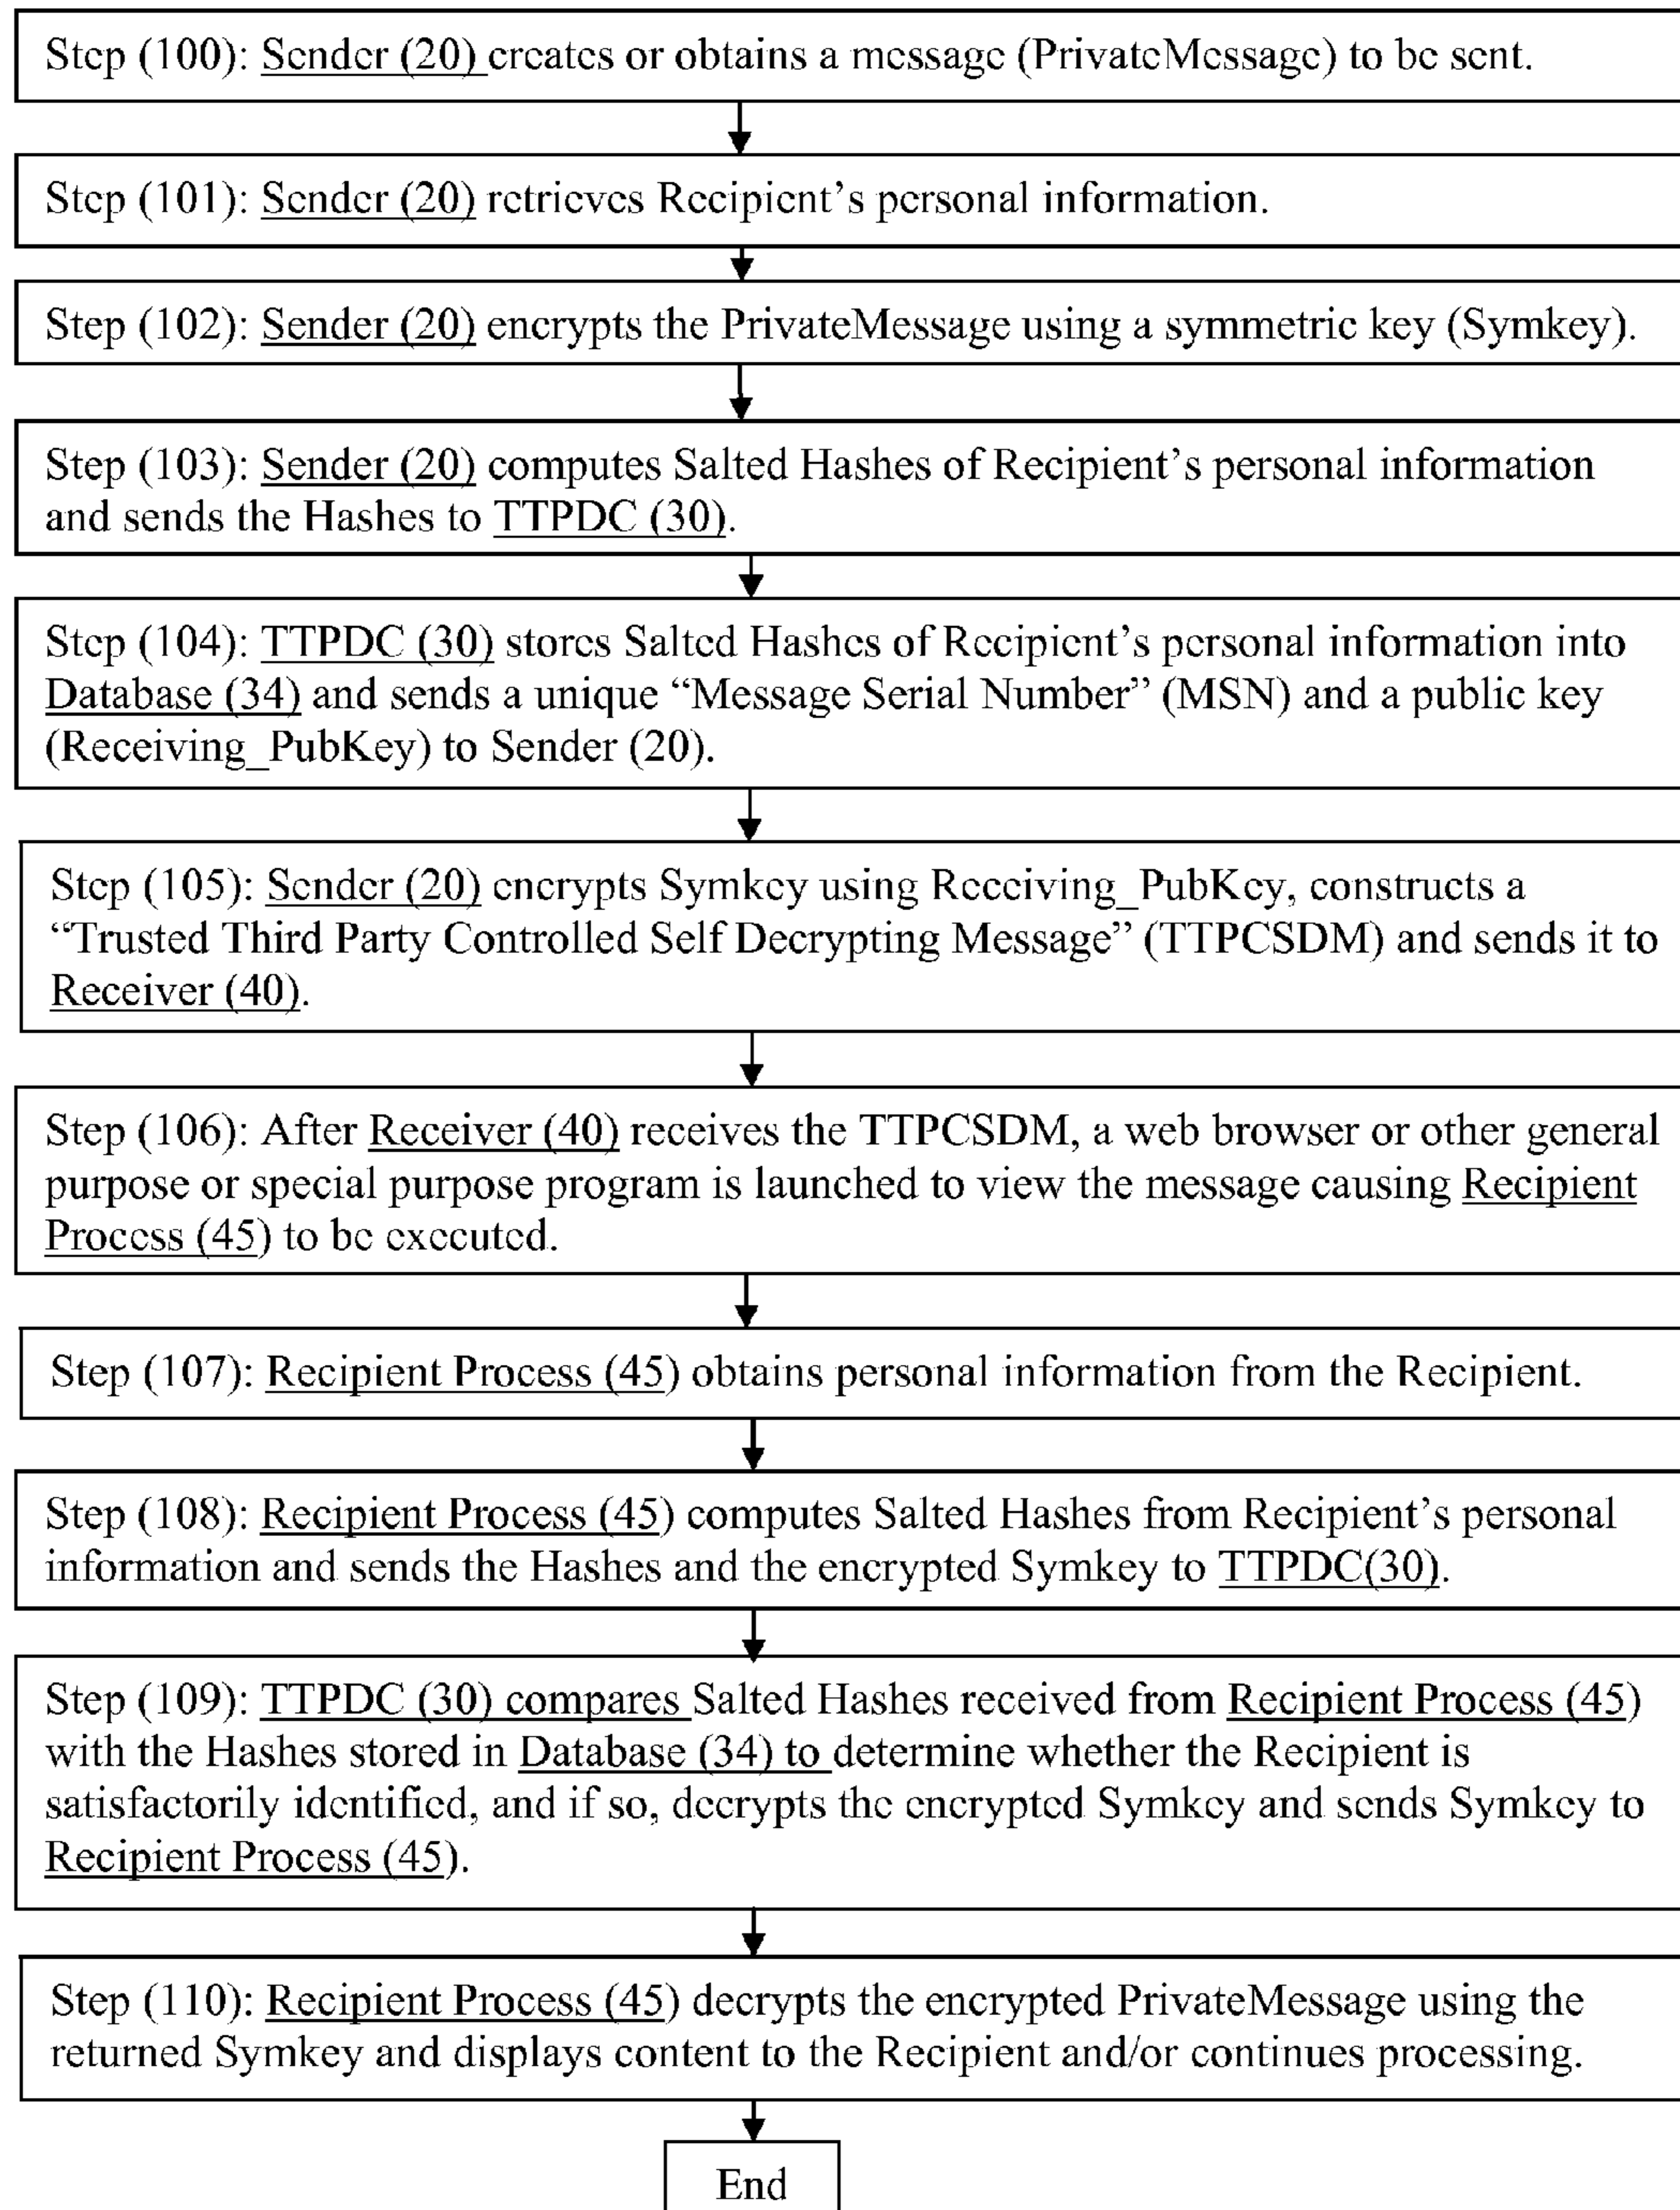 Step (100): Sender (20) creates or obtains a message (PrivateMessage) to be sent.
Step (101): Sender (20) retrieves Recipient's personal information.
Step (102): Sender (20) encrypts the PrivateMessage using a symmetric key (Symkey).
Step (103): Sender (20) computes Salted Hashes of Recipient's personal information
and sends the Hashes to TTPDC (30).
Step (104): TTPDC (30) stores Salted Hashes of Recipient's personal information into
Database (34) and sends a unique “Message Serial Number” (MSN) and a public key
(Receiving_PubKey) to Sender (20).
Step (105): Sender (20) encrypts Symkey using Receiving_PubKey, constructs a
“Trusted Third Party Controlled Self Decrypting Message” (TTPCSDM) and sends it to
Receiver (40).
Step (106): After Receiver (40) receives the TTPCSDM, a web browser or other general
purpose or special purpose program is launched to view the message causing Recipient
Process (45) to be executed.
Step (107): Recipient Process (45) obtains personal information from the Recipient.
Step (108): Recipient Process (45) computes Salted Hashes from Recipient's personal
information and sends the Hashes and the encrypted Symkey to TTPDC(30).
Step (109): TTPDC (30) compares Salted Hashes received from Recipient Process (45)
with the Hashes stored in Database (34) to determine whether the Recipient is
satisfactorily identified, and if so, decrypts the encrypted Symkey and sends Symkey to
Recipient Process (45).
Step (110): Recipient Process (45) decrypts the encrypted PrivateMessage using the
returned Symkey and displays content to the Recipient and/or continues processing.
End